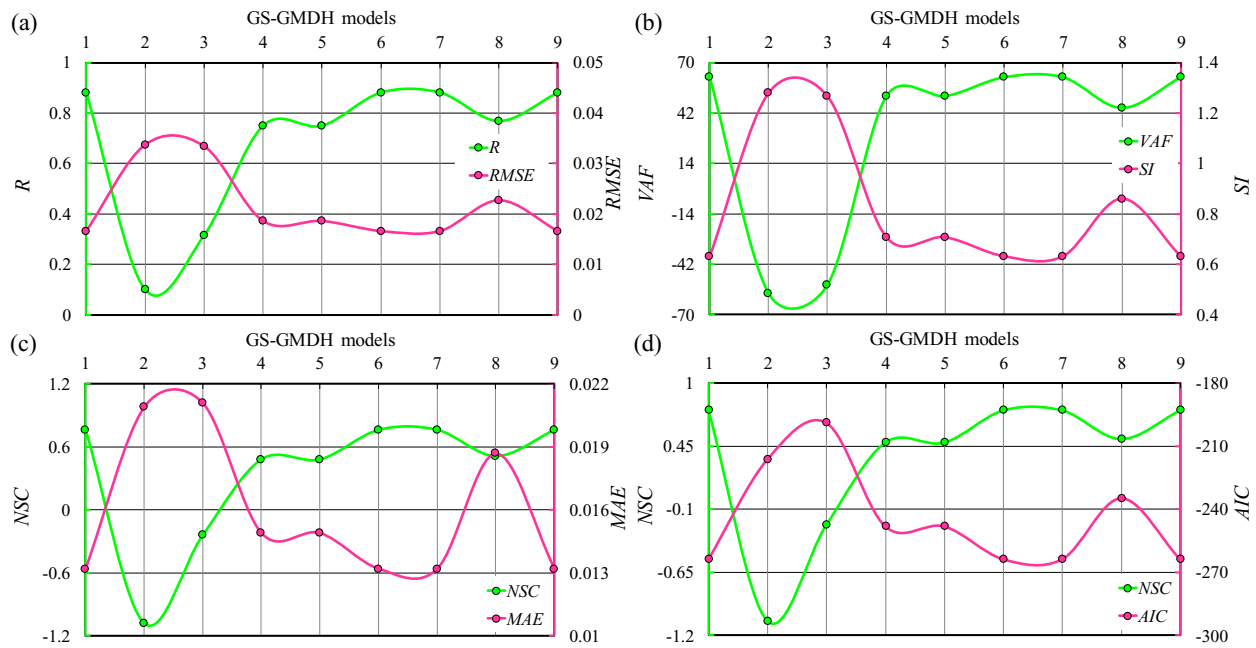 (a)
GS-GMDH models
1 2 3 4 5 6 7 8 9
1
0.8
0.6
0.4
0.2
0
R
0.05
0.04
0.03
0.02
0.01
0
RMSE
R
RMSE
(b)
GS-GMDH models
1 2 3 4 5 6 7 8 9
70
42
14
-14
-42
-70
VAF
1.4
1.2
1
0.8
0.6
0.4
SI
VAF
SI
(c)
GS-GMDH models
1 2 3 4 5 6 7 8 9
1.2
0.6
0
-0.6
-1.2
NSC
0.022
0.019
0.016
0.013
0.01
MAE
NSC
MAE
(d)
GS-GMDH models
1 2 3 4 5 6 7 8 9
1
0.45
-0.1
-0.65
-1.2
NSC
-180
-210
-240
-270
-300
AIC
NSC
AIC